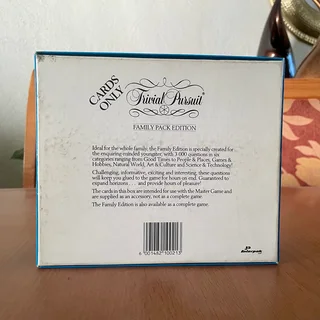 CARDS
ONLY
Trivial Pursuit
FAMILY PACK EDITION
Ideal for the whole family, the Family Edition is specially created for
the enquiring-minded youngster, with 3 000 questions in six
categories ranging from Good Times to People & Places, Games &
Hobbies, Natural World, Art & Culture and Science & Technology!
Challenging, informative, exciting and interesting, these questions
will keep you glued to the game for hours on end. Guaranteed to
expand horizons . . . and provide hours of pleasure!
The cards in this box are intended for use with the Master Game and
are supplied as an accessory, not as a complete game.
The Family Edition is also available as a complete game.
6 001482 100213